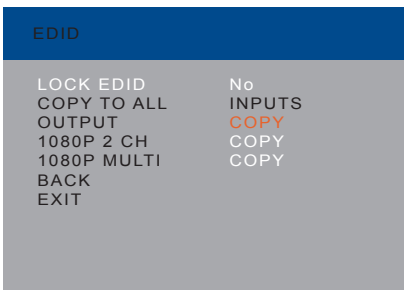 EDID
LOCK EDID No
COPY TO ALL INPUTS
OUTPUT COPY
1080P 2 CH COPY
1080P MULTI COPY
BACK
EXIT